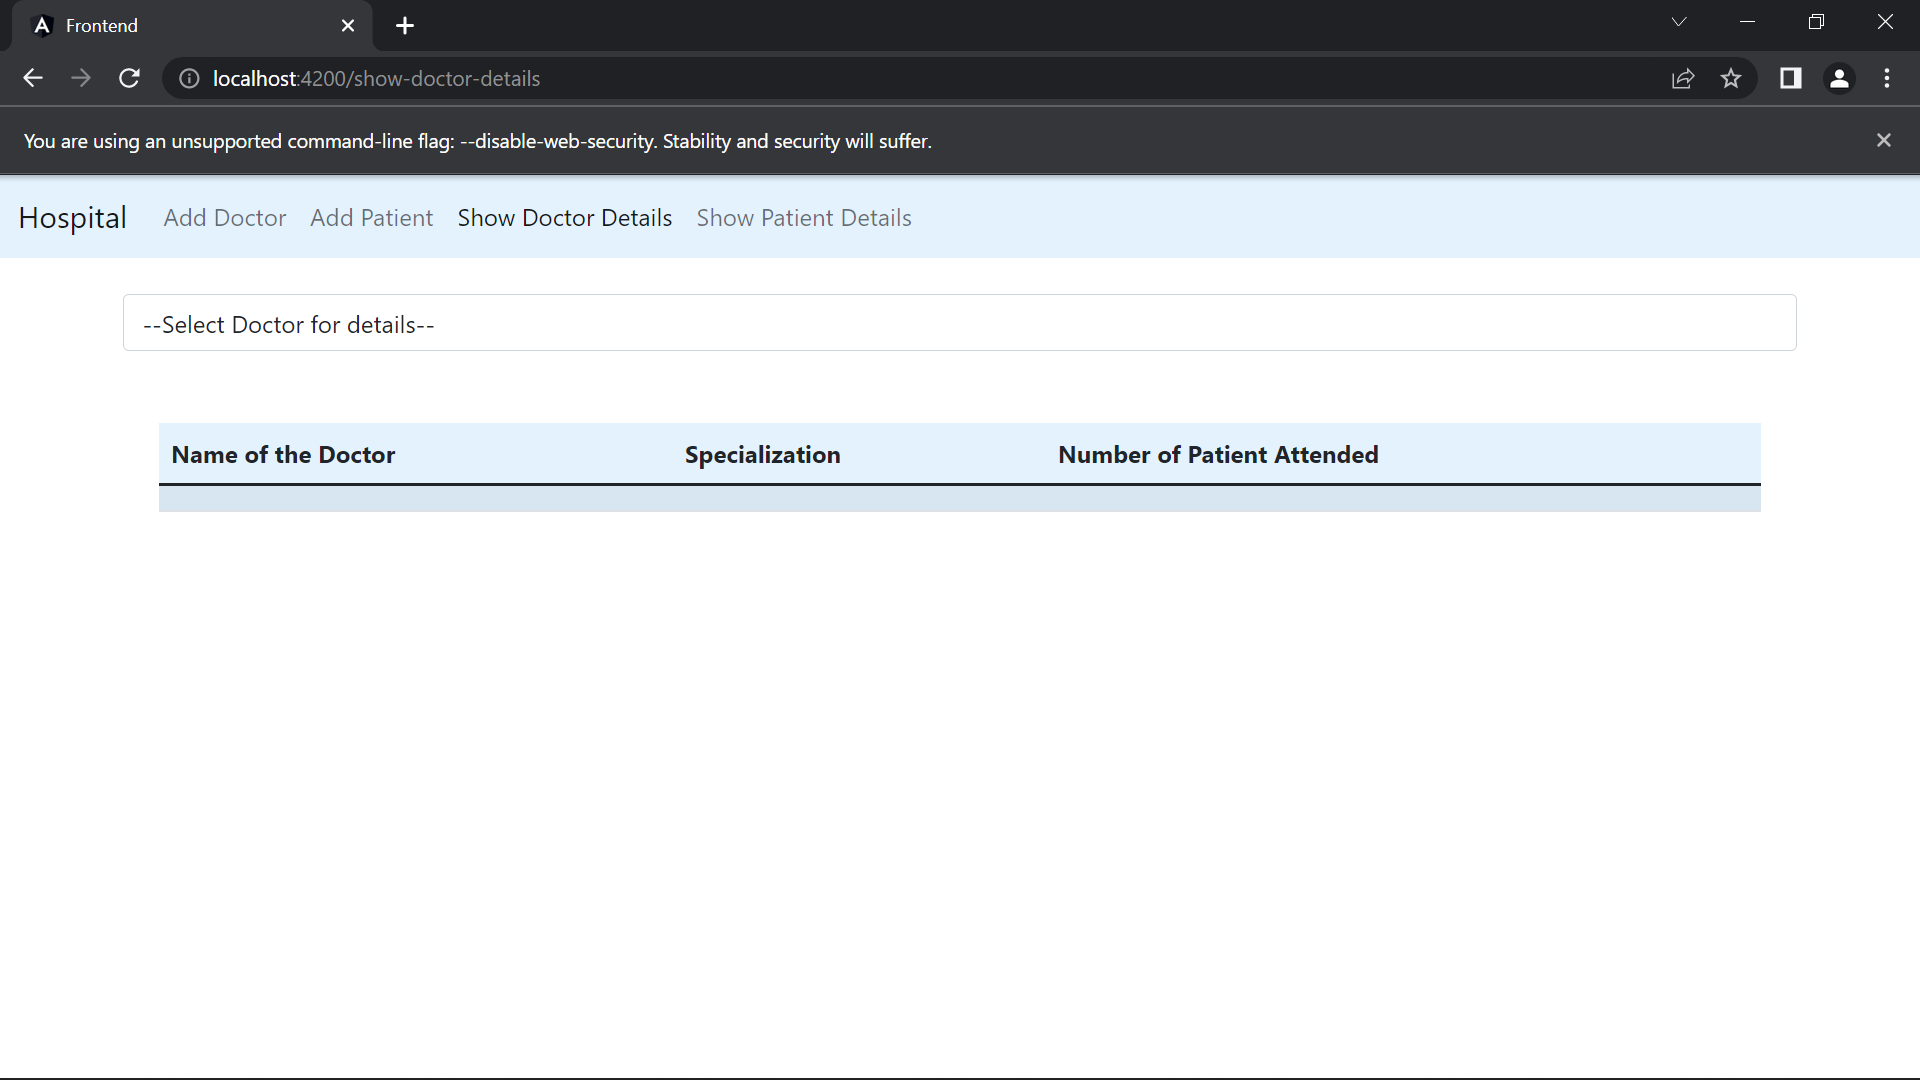 Frontend
localhost:4200/show-doctor-details
You are using an unsupported command-line flag: --disable-web-security. Stability and security will suffer.
Hospital Add Doctor Add Patient Show Doctor Details Show Patient Details
--Select Doctor for details--
Name of the Doctor Specialization Number of Patient Attended